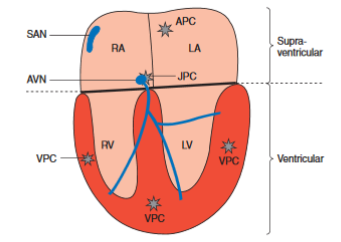 SAN
APC
RA
LA
Supra-
ventricular
AVN
JPC
RV
LV
VPC
VPC
Ventricular
VPC